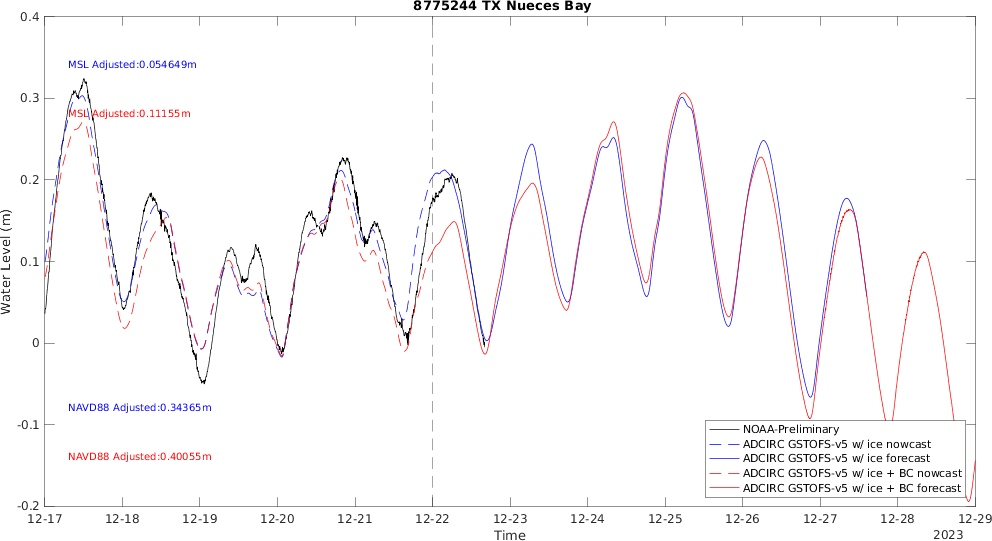 8775244 TX Nueces Bay
0.4
0.3
0.2
0.1
0
-0.1
-0.2
Water Level (m)
MSL Adjusted:0.054649m
MSL Adjusted:0.11155m
NAVD88 Adjusted:0.34365m
NAVD88 Adjusted:0.40055m
NOAA-Preliminary
ADCIRC GSTOFS-v5 w/ ice nowcast
ADCIRC GSTOFS-v5 w/ ice forecast
ADCIRC GSTOFS-v5 w/ ice + BC nowcast
ADCIRC GSTOFS-v5 w/ ice + BC forecast
12-17 12-18 12-19 12-20 12-21 12-22 12-23 12-24 12-25 12-26 12-27 12-28 12-29
Time
2023